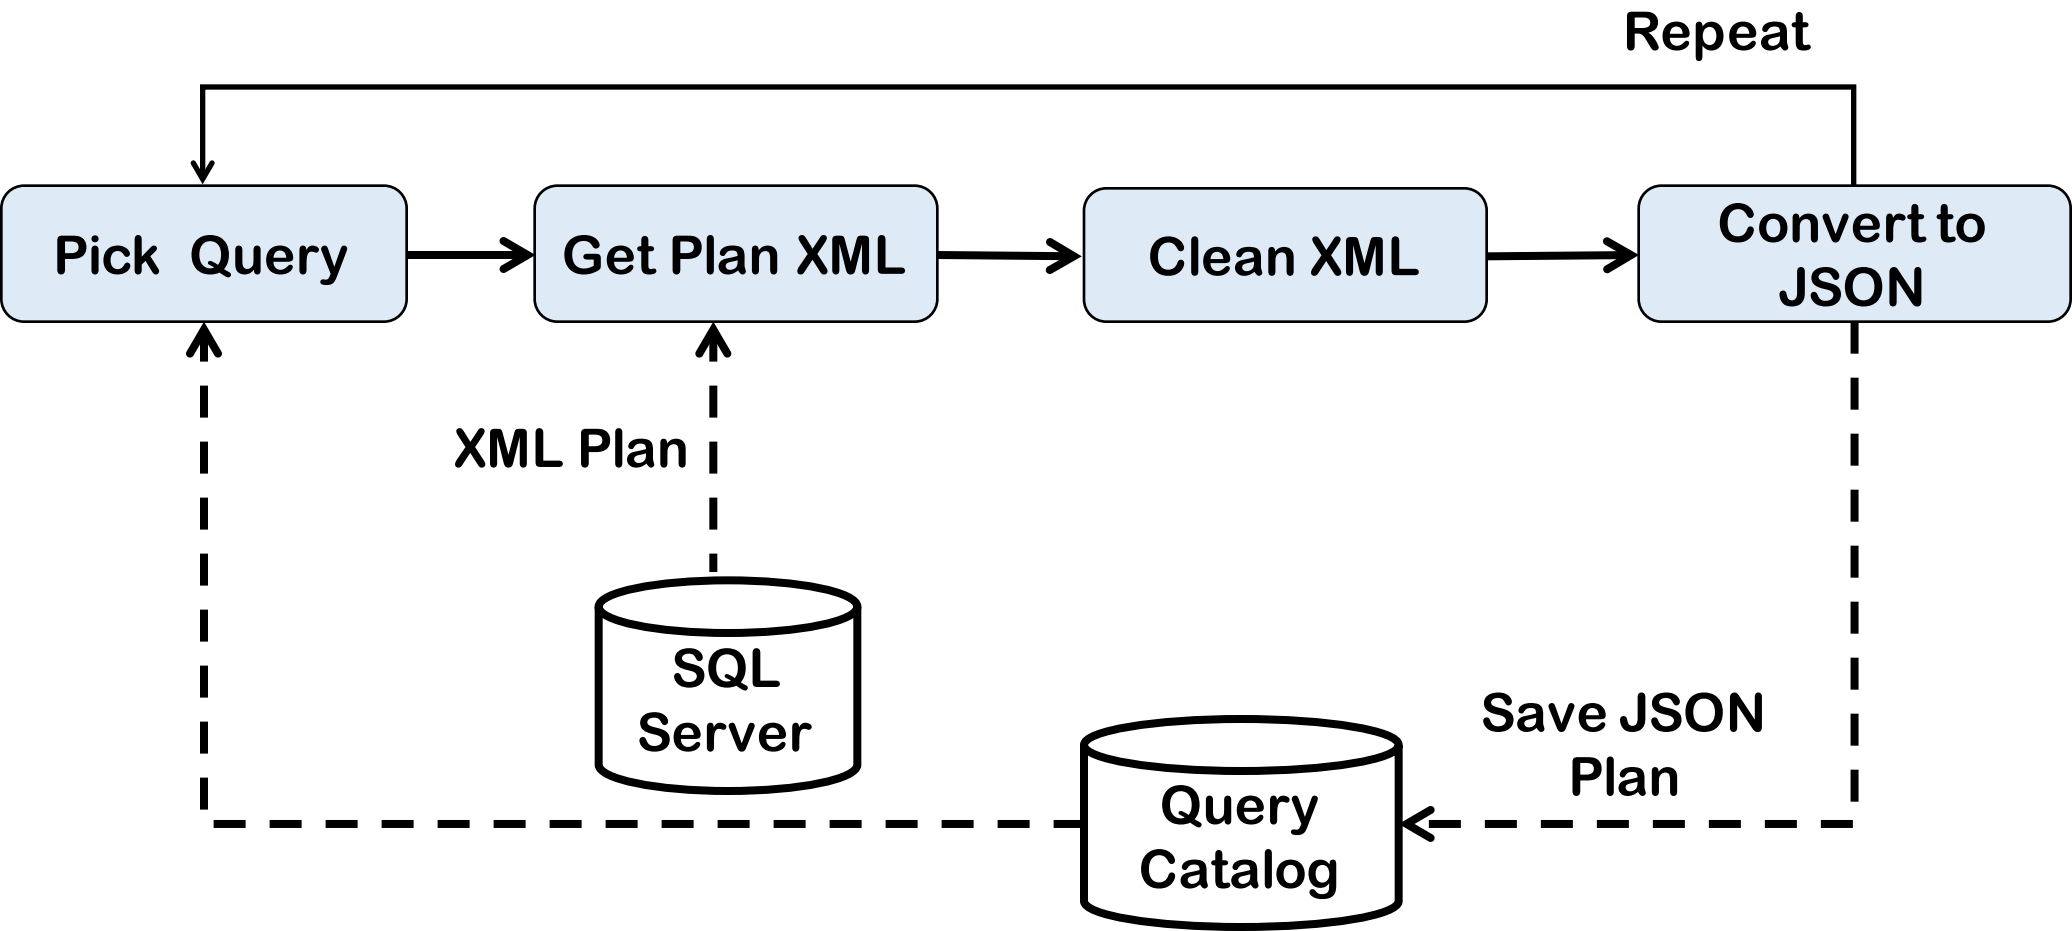 Repeat
Pick Query
Get Plan XML
Clean XML
Convert to
JSON
XML Plan
SQL
Server
Save JSON
Plan
Query
Catalog